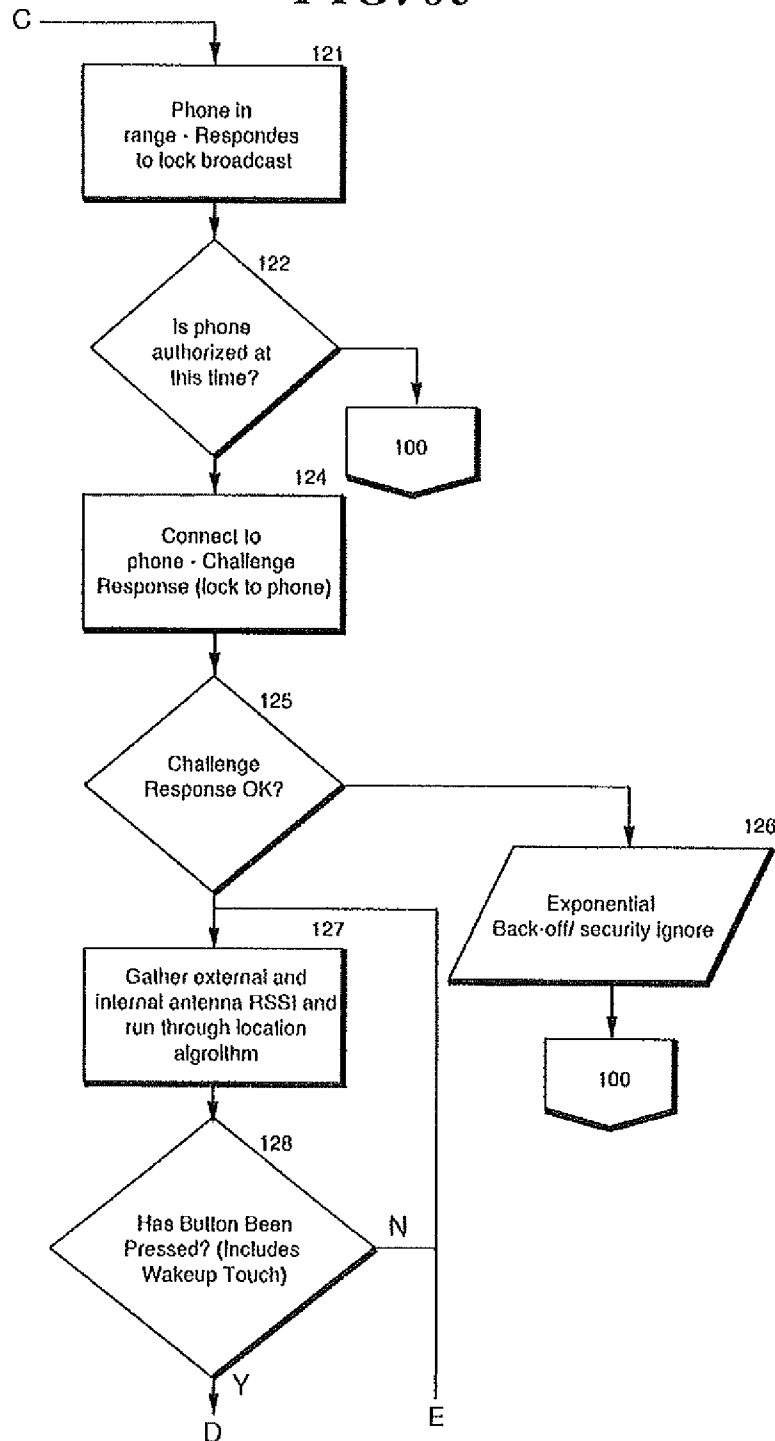 C
121
Phone in
range - Respondes
to lock broadcast
122
Is phone
authorized at
this time?
100
124
Connect to
phone - Challenge
Response (lock to phone)
125
Challenge
Response OK?
126
Exponential
Back-off/ security ignore
100
127
Gather external and
internal antenna RSSI and
run through location
algrolthm
128
Has Button Been
Pressed? (Includes
Wakeup Touch)
N
Y
D
E